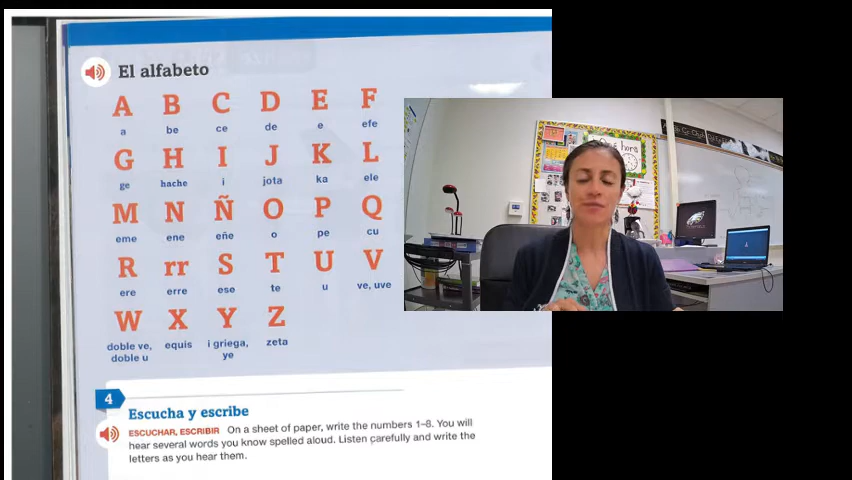 El alfabeto
A B C D E F
a be ce de e efe
G H I J K L
ge hache i jota ka ele
M N Ñ O P Q
eme ene eñe o pe cu
R rr S T U V
ere erre ese te u ve, uve
W X Y Z
doble ve, equis i griega, zeta
doble u ye
4
Escucha y escribe
ESCUCHAR, ESCRIBIR On a sheet of paper, write the numbers 1–8. You will
hear several words you know spelled aloud. Listen carefully and write the
letters as you hear them.
hora